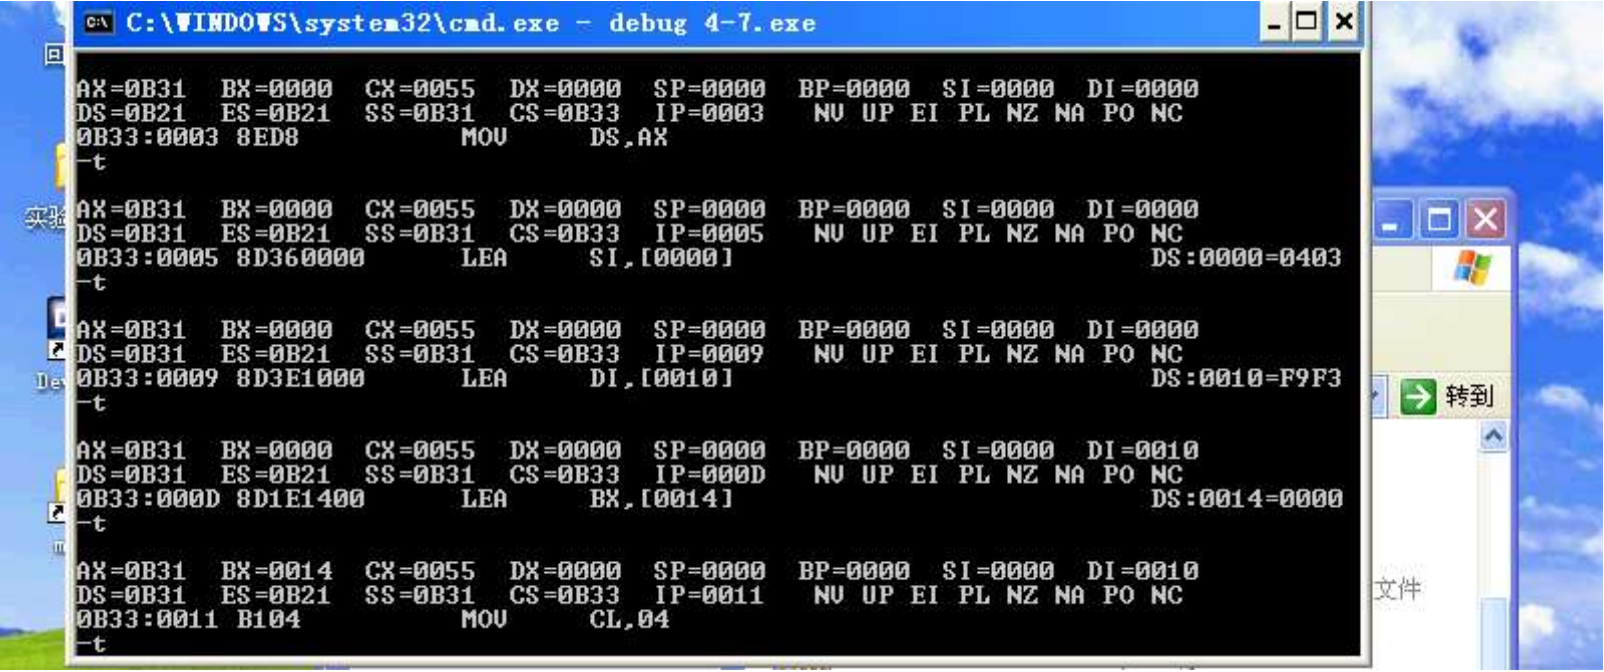 C:\WINDOWS\system32\cmd.exe - debug 4-7.exe
回
AX=0B31 BX=0000 CX=0055 DX=0000 SP=0000 BP=0000 SI=0000 DI=0000
DS=0B21 ES=0B21 SS=0B31 CS=0B33 IP=0003 NV UP EI PL NZ NA PO NC
0B33:0003 8ED8 MOV DS,AX
-t
实验
AX=0B31 BX=0000 CX=0055 DX=0000 SP=0000 BP=0000 SI=0000 DI=0000
DS=0B31 ES=0B21 SS=0B31 CS=0B33 IP=0005 NV UP EI PL NZ NA PO NC
0B33:0005 8D360000 LEA SI,[0000] DS:0000=0403
-t
AX=0B31 BX=0000 CX=0055 DX=0000 SP=0000 BP=0000 SI=0000 DI=0000
DS=0B31 ES=0B21 SS=0B31 CS=0B33 IP=0009 NV UP EI PL NZ NA PO NC
Dev
0B33:0009 8D3E1000 LEA DI,[0010] DS:0010=F9F3
-t
转到
AX=0B31 BX=0000 CX=0055 DX=0000 SP=0000 BP=0000 SI=0000 DI=0010
DS=0B31 ES=0B21 SS=0B31 CS=0B33 IP=000D NV UP EI PL NZ NA PO NC
0B33:000D 8D1E1400 LEA BX,[0014] DS:0014=0000
-t
AX=0B31 BX=0014 CX=0055 DX=0000 SP=0000 BP=0000 SI=0000 DI=0010
DS=0B31 ES=0B21 SS=0B31 CS=0B33 IP=0011 NV UP EI PL NZ NA PO NC
文件
0B33:0011 B104 MOV CL,04
-t